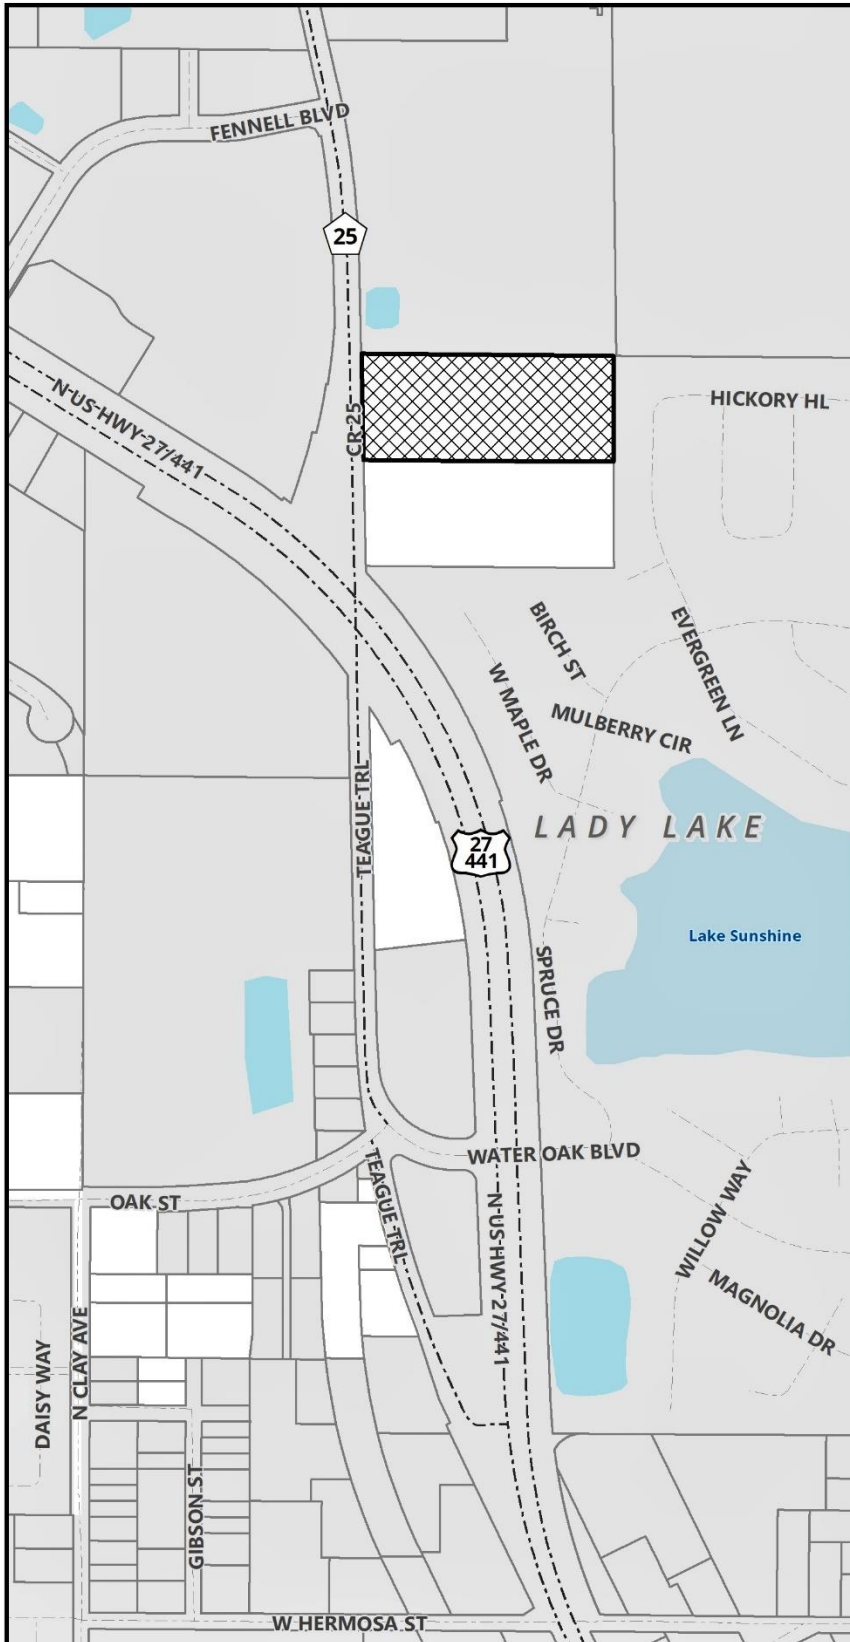 FENNELL BLVD
25
N US HWY 27/441
CR 25
HICKORY HL
BIRCH ST
EVERGREEN LN
W MAPLE DR
MULBERRY CIR
TEAGUE TRL
LADY LAKE
27
441
Lake Sunshine
SPRUCE DR
WATER OAK BLVD
TEAGUE TRL
OAK ST
WILLOW WAY
N US HWY 27/441
MAGNOLIA DR
N CLAY AVE
DAISY WAY
GIBSON ST
W HERMOSA ST